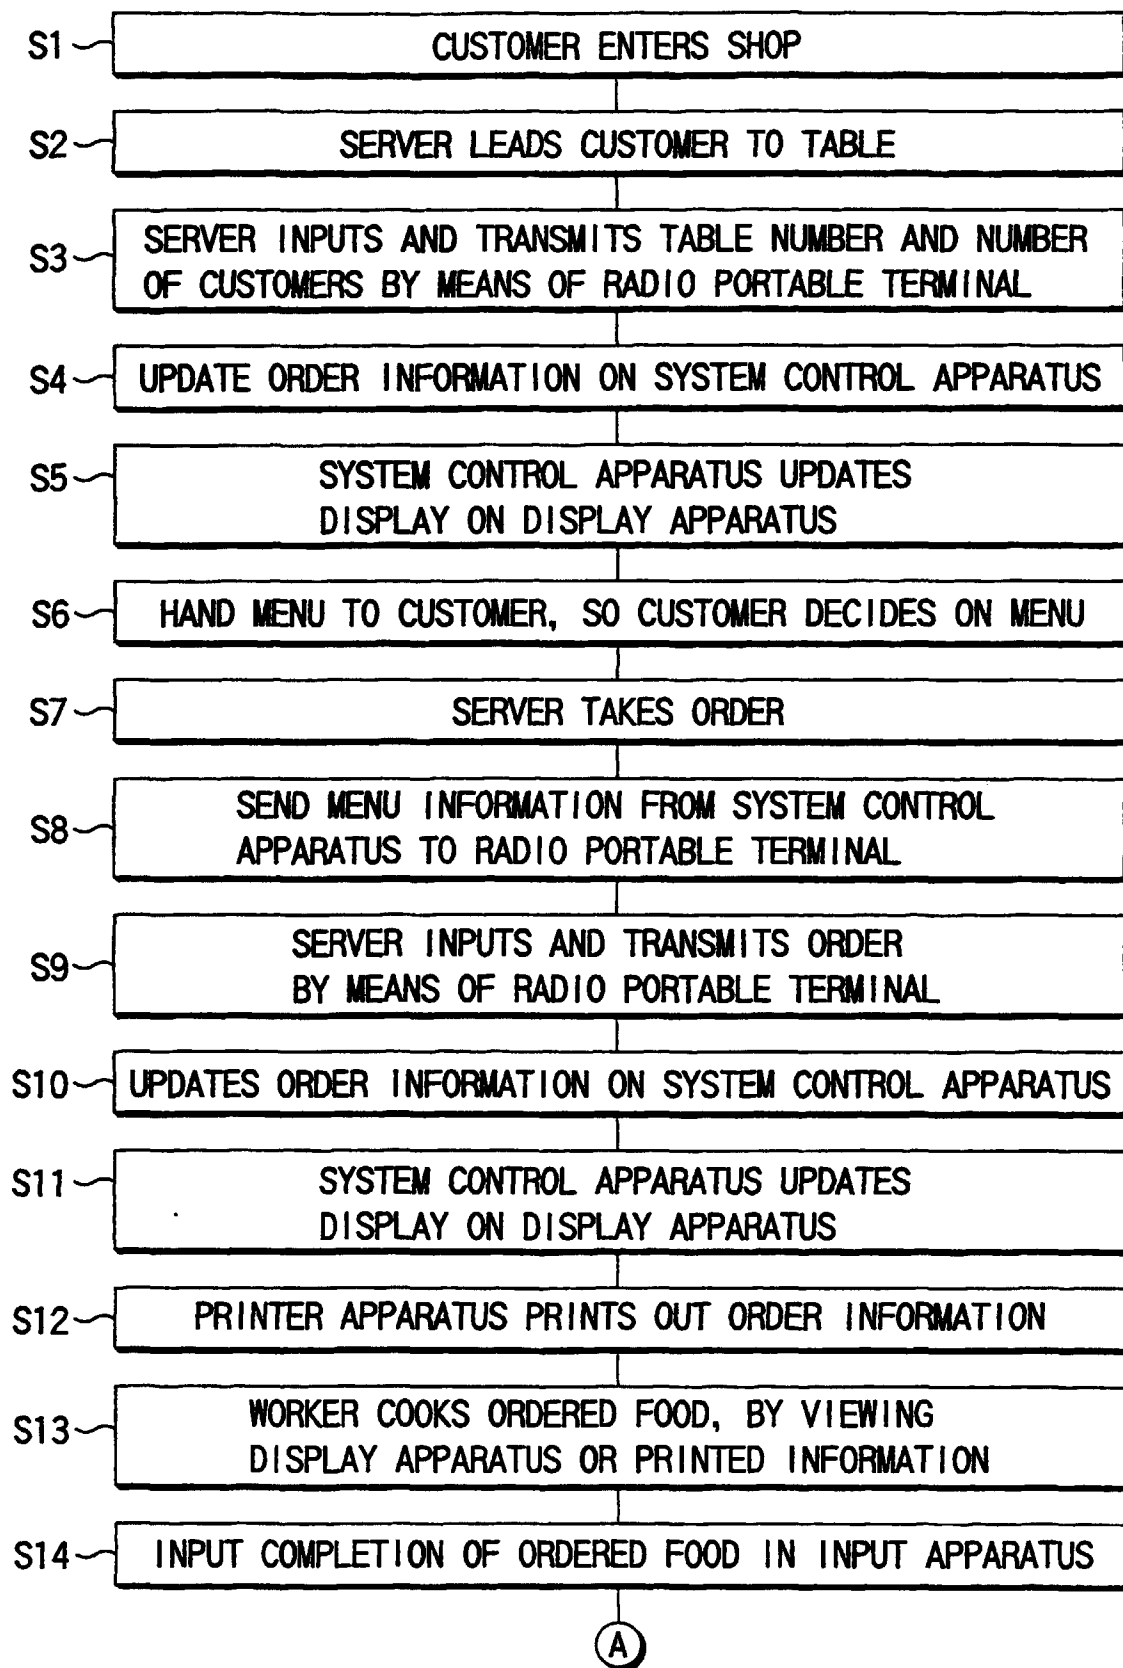 S1 CUSTOMER ENTERS SHOP
S2 SERVER LEADS CUSTOMER TO TABLE
S3 SERVER INPUTS AND TRANSMITS TABLE NUMBER AND NUMBER
OF CUSTOMERS BY MEANS OF RADIO PORTABLE TERMINAL
S4 UPDATE ORDER INFORMATION ON SYSTEM CONTROL APPARATUS
S5 SYSTEM CONTROL APPARATUS UPDATES
DISPLAY ON DISPLAY APPARATUS
S6 HAND MENU TO CUSTOMER, SO CUSTOMER DECIDES ON MENU
S7 SERVER TAKES ORDER
S8 SEND MENU INFORMATION FROM SYSTEM CONTROL
APPARATUS TO RADIO PORTABLE TERMINAL
S9 SERVER INPUTS AND TRANSMITS ORDER
BY MEANS OF RADIO PORTABLE TERMINAL
S10 UPDATES ORDER INFORMATION ON SYSTEM CONTROL APPARATUS
S11 SYSTEM CONTROL APPARATUS UPDATES
DISPLAY ON DISPLAY APPARATUS
S12 PRINTER APPARATUS PRINTS OUT ORDER INFORMATION
S13 WORKER COOKS ORDERED FOOD, BY VIEWING
DISPLAY APPARATUS OR PRINTED INFORMATION
S14 INPUT COMPLETION OF ORDERED FOOD IN INPUT APPARATUS
A